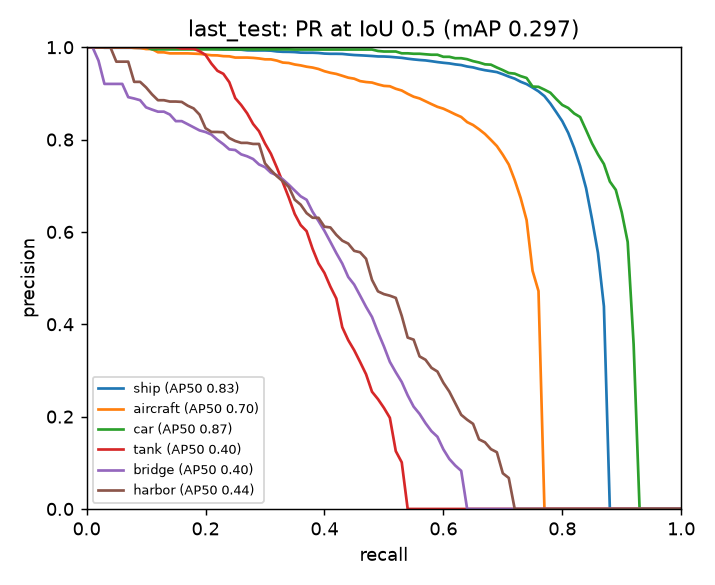 last_test: PR at IoU 0.5 (mAP 0.297)
precision
1.0
0.8
0.6
0.4
0.2
0.0
ship (AP50 0.83)
aircraft (AP50 0.70)
car (AP50 0.87)
tank (AP50 0.40)
bridge (AP50 0.40)
harbor (AP50 0.44)
0.0 0.2 0.4 0.6 0.8 1.0
recall